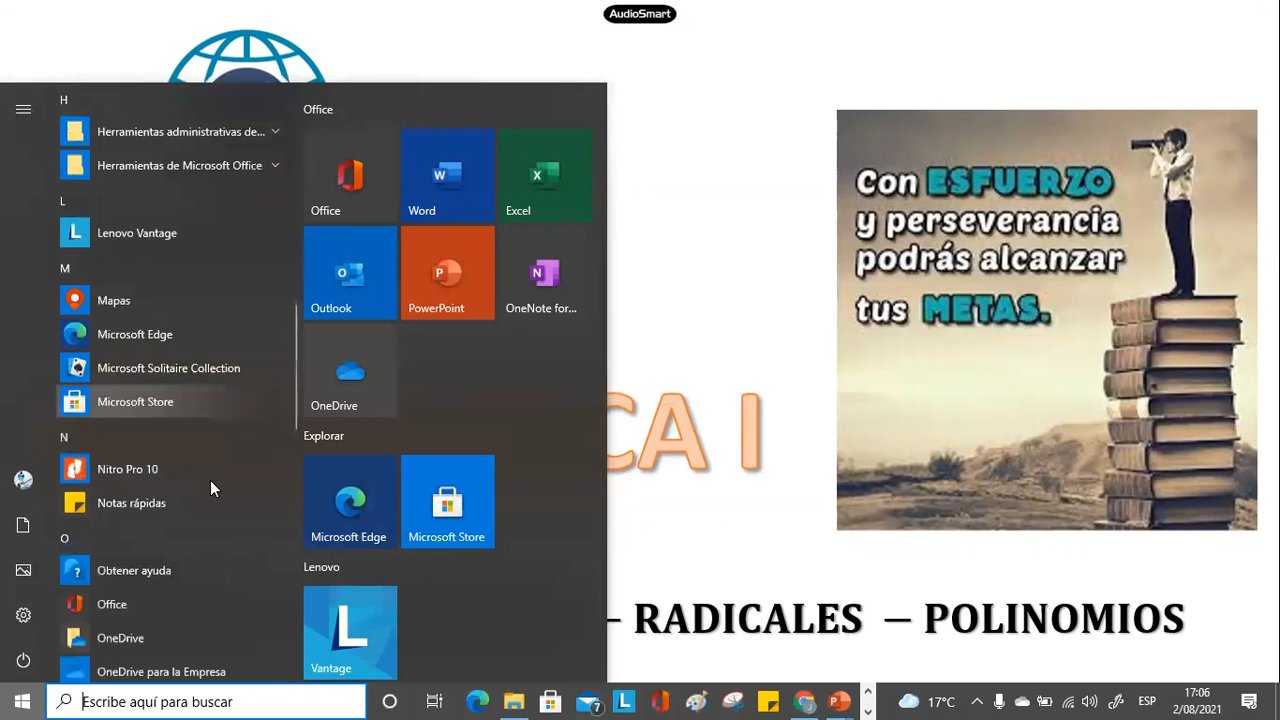 AudioSmart
H
Herramientas administrativas de...
Herramientas de Microsoft Office
L
Lenovo Vantage
M
Mapas
Microsoft Edge
Microsoft Solitaire Collection
Microsoft Store
N
Nitro Pro 10
Notas rápidas
O
Obtener ayuda
Office
OneDrive
OneDrive para la Empresa
Office
Office
Word
Excel
Outlook
PowerPoint
OneNote for...
OneDrive
Explorar
Microsoft Edge
Microsoft Store
Lenovo
Vantage
Con ESFUERZO
y perseverancia
podrás alcanzar
tus METAS.
CA I
– RADICALES – POLINOMIOS
Escribe aquí para buscar
7
17°C
ESP
17:06
2/08/2021